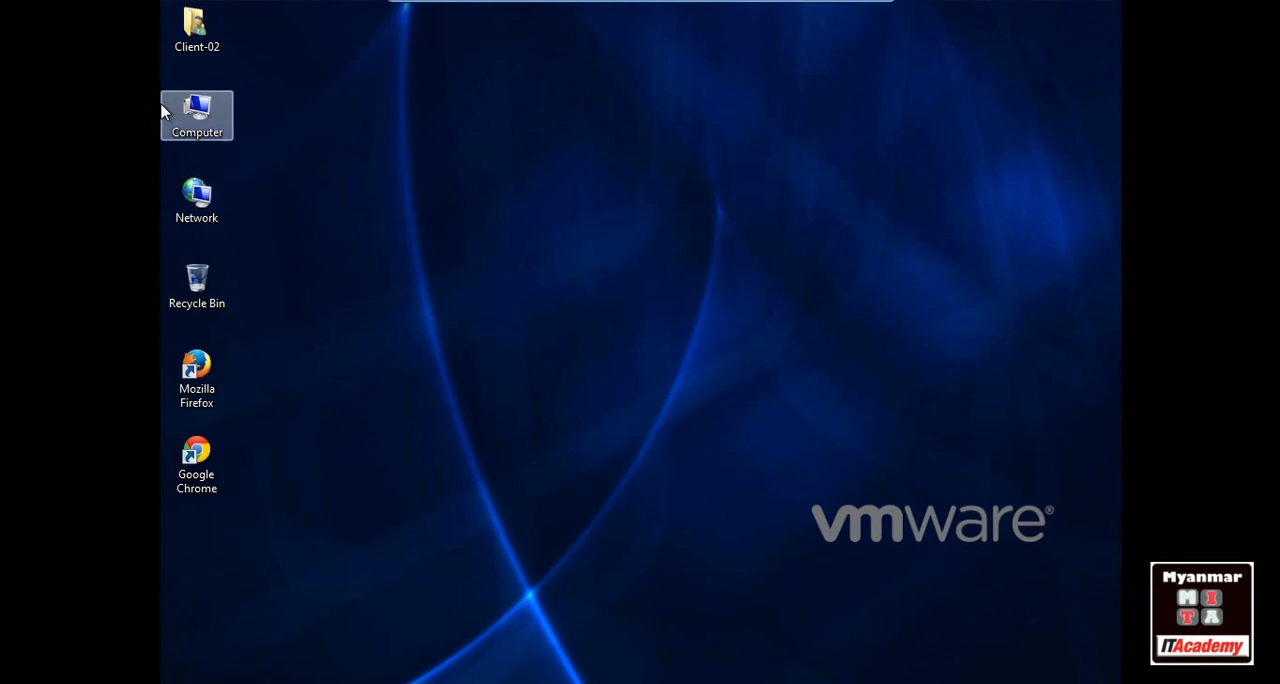 Client-02
Computer
Network
Recycle Bin
Mozilla
Firefox
Google
Chrome
vmware®
Myanmar
M I
T A
ITAcademy